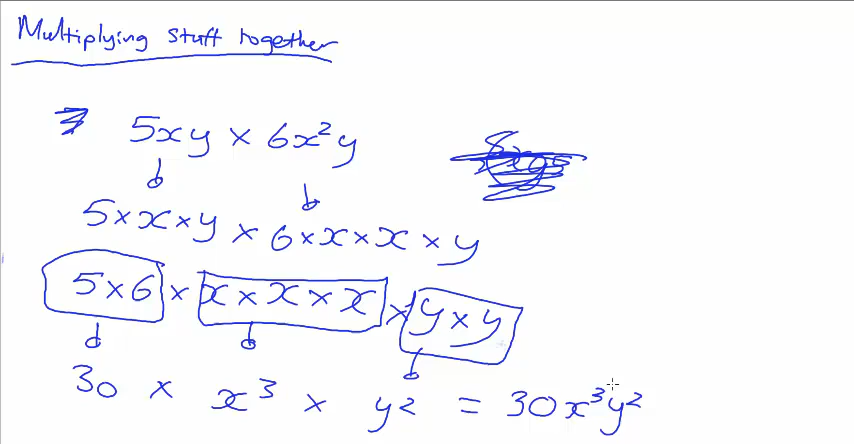 Multiplying stuff together
5xy × 6x²y
5×x×y × 6×x×x×y
5×6 × x×x×x × y×y
30 × x³ × y² = 30x³y²